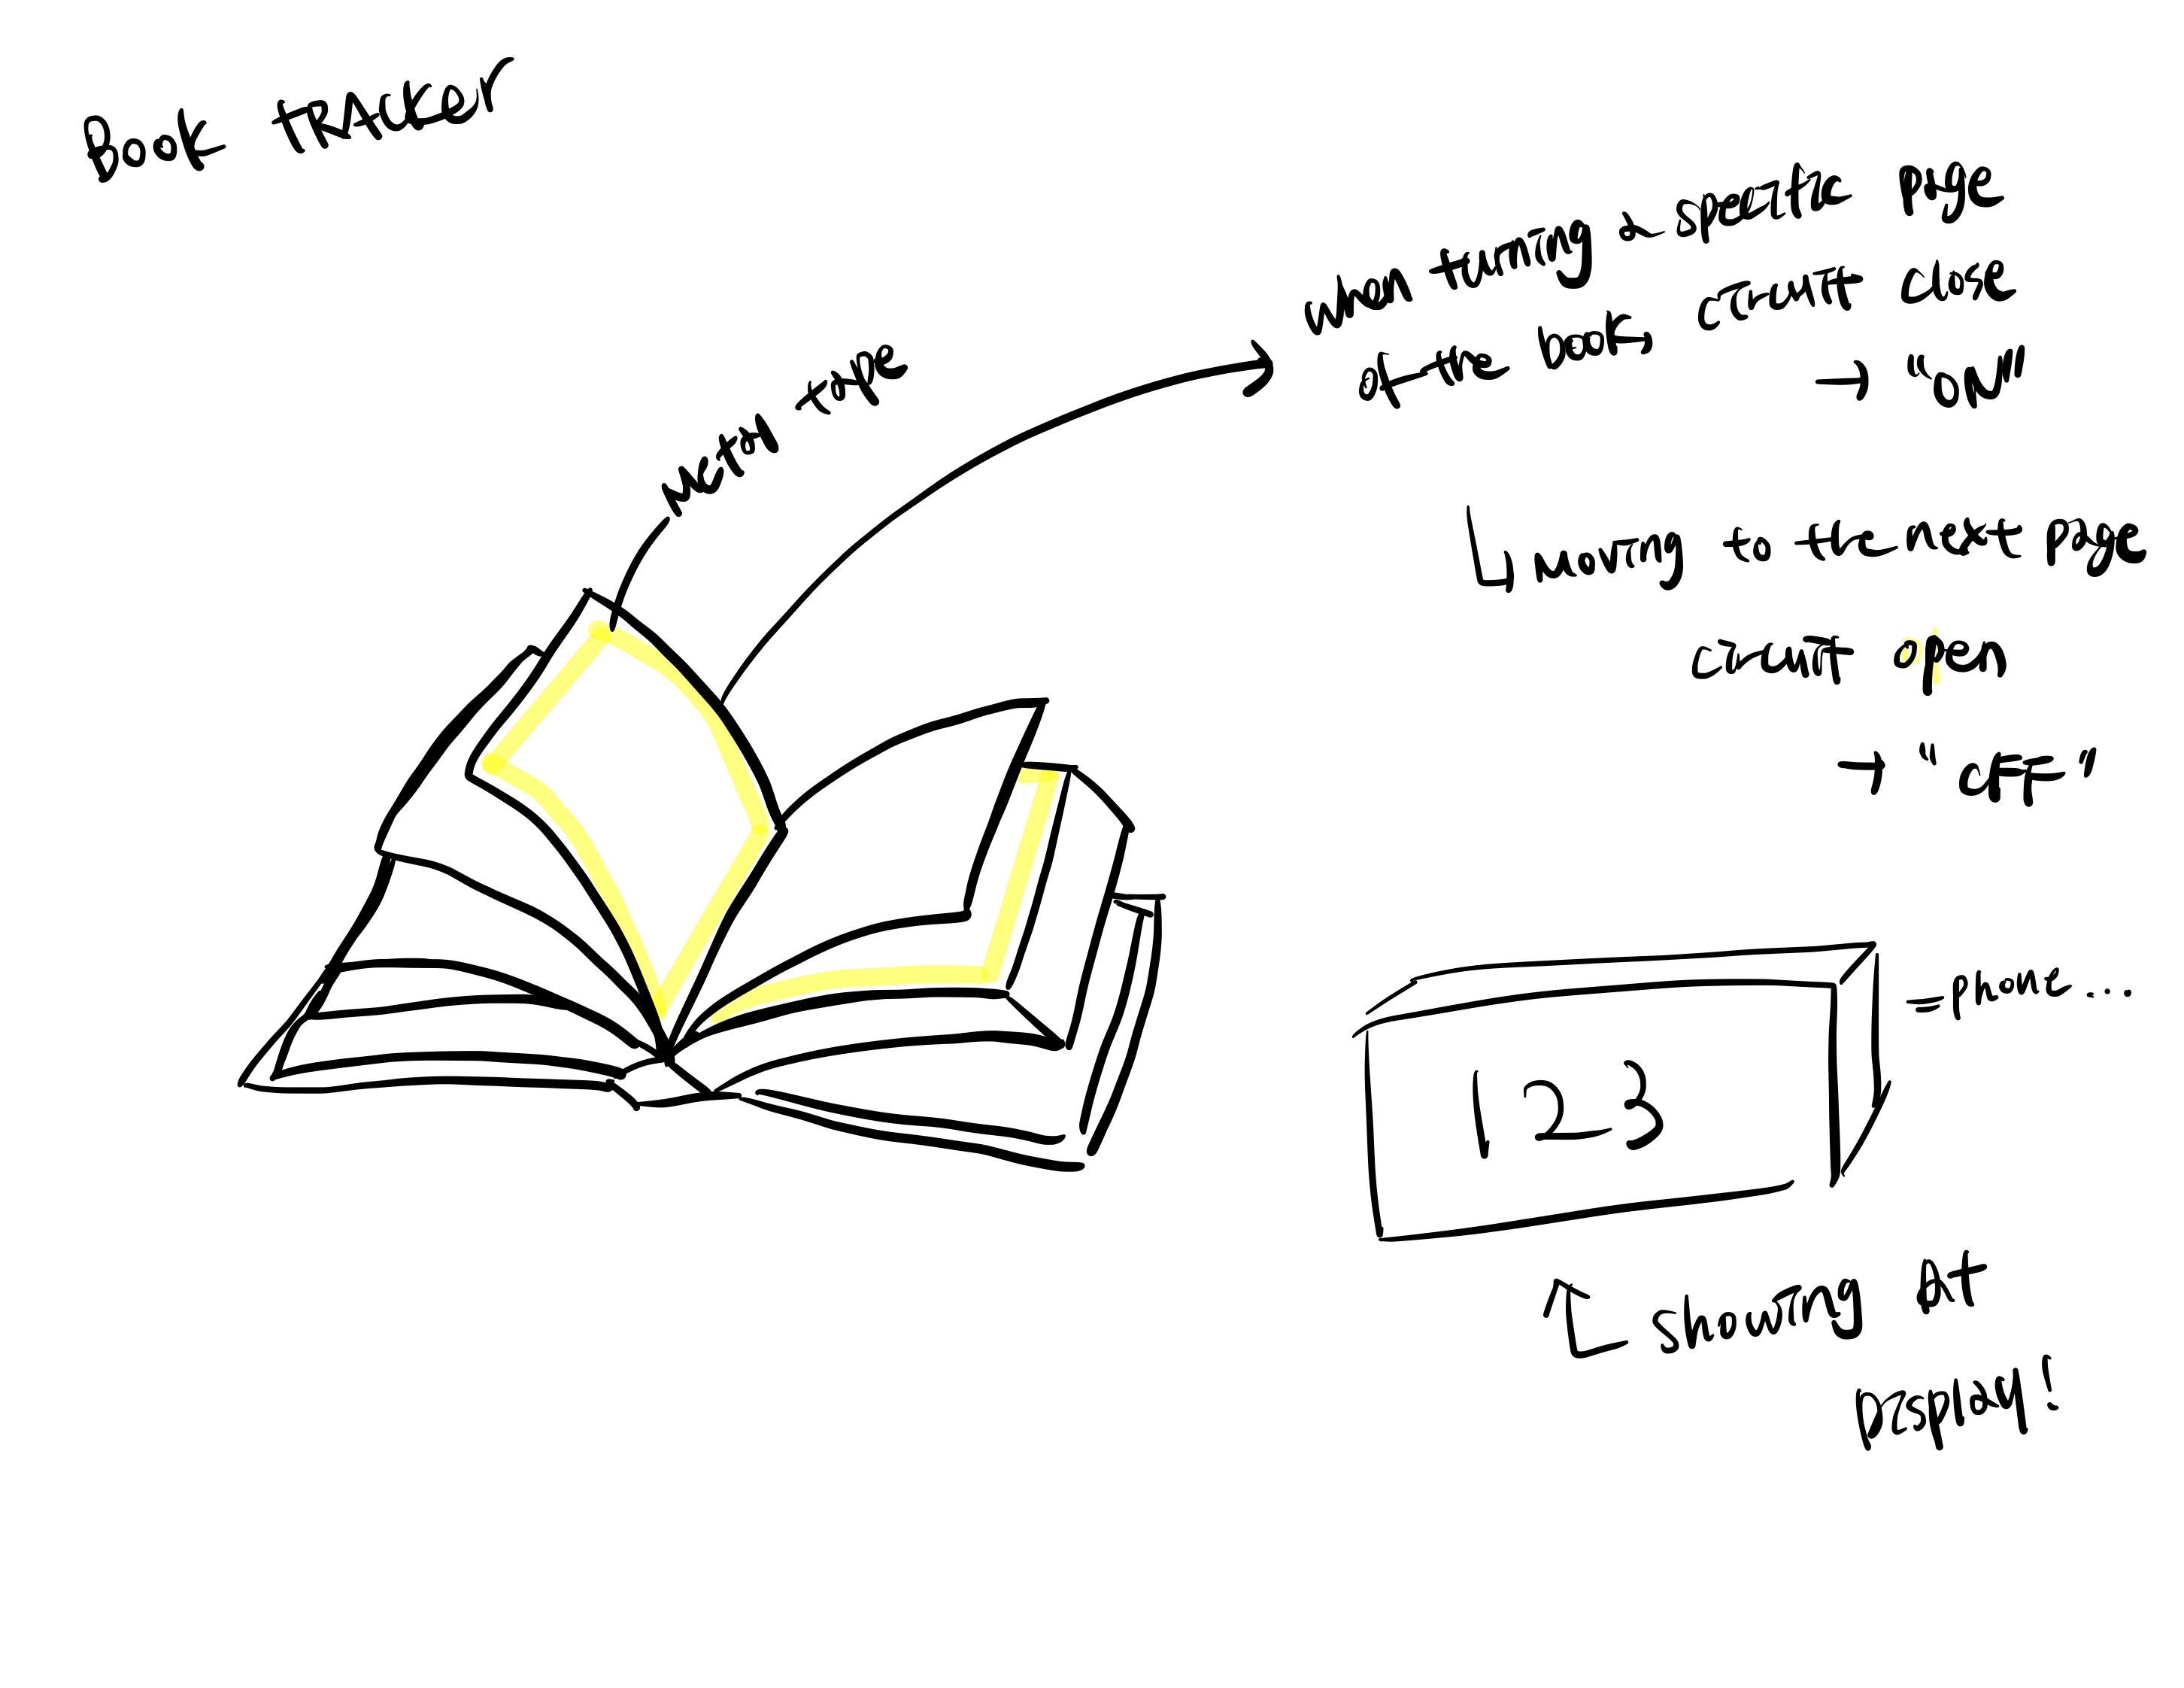 Book TRAcker
Metal tape
when turning a specific page
of the book circuit close
→ "ON"
↳ moving to the next page
circuit open
→ "OFF"
123
= phone...
showing At
Display!